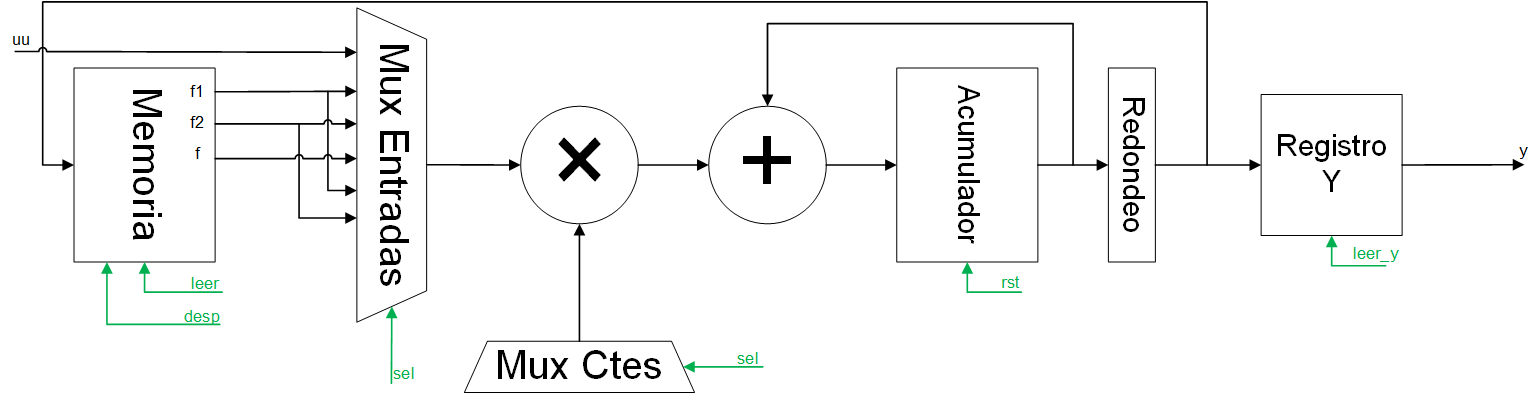 uu
Memoria
f1
f2
f
leer
desp
Mux Entradas
sel
×
Mux Ctes
sel
+
Acumulador
rst
Redondeo
Registro
Y
leer_y
y